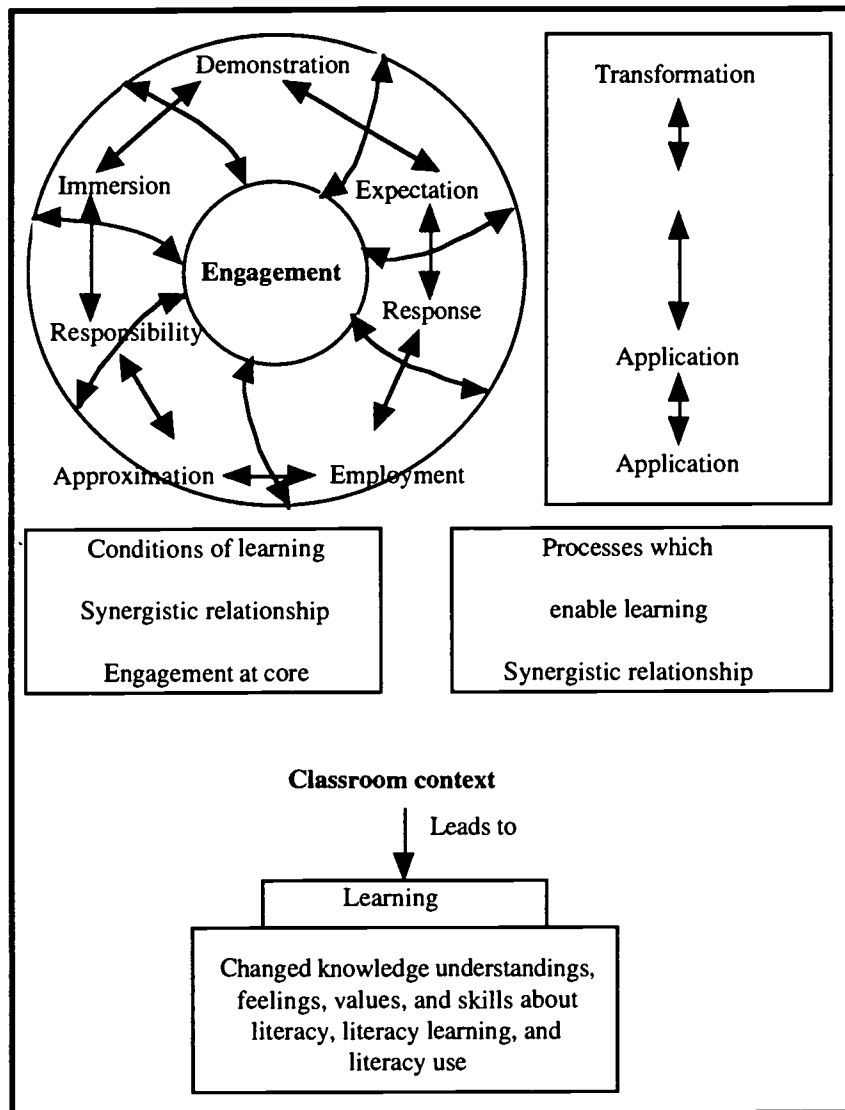 Demonstration
Immersion
Expectation
Engagement
Responsibility
Response
Approximation
Employment
Transformation
Application
Application
Conditions of learning
Synergistic relationship
Engagement at core
Processes which
enable learning
Synergistic relationship
Classroom context
Leads to
Learning
Changed knowledge understandings,
feelings, values, and skills about
literacy, literacy learning, and
literacy use